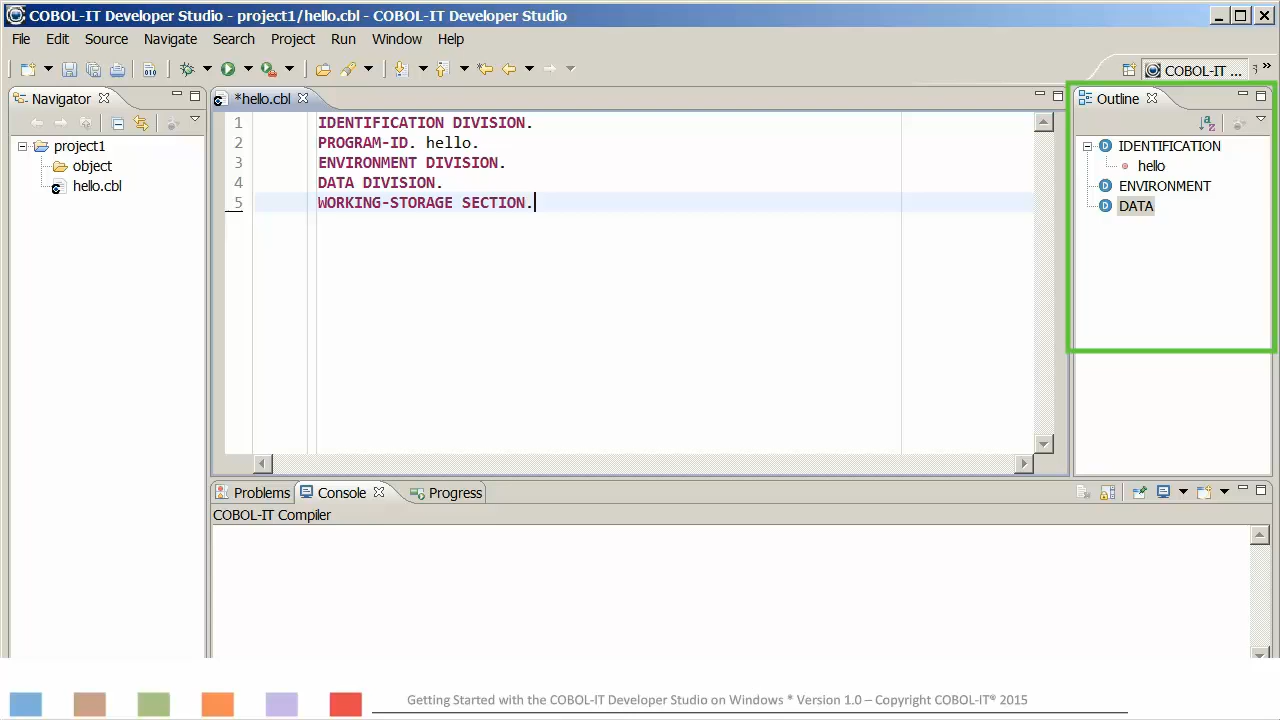 COBOL-IT Developer Studio - project1/hello.cbl - COBOL-IT Developer Studio
File Edit Source Navigate Search Project Run Window Help
COBOL-IT ...
Navigator
*hello.cbl
Outline
project1
object
hello.cbl
1 IDENTIFICATION DIVISION.
2 PROGRAM-ID. hello.
3 ENVIRONMENT DIVISION.
4 DATA DIVISION.
5 WORKING-STORAGE SECTION.
IDENTIFICATION
hello
ENVIRONMENT
DATA
Problems Console Progress
COBOL-IT Compiler
Getting Started with the COBOL-IT Developer Studio on Windows * Version 1.0 – Copyright COBOL-IT® 2015